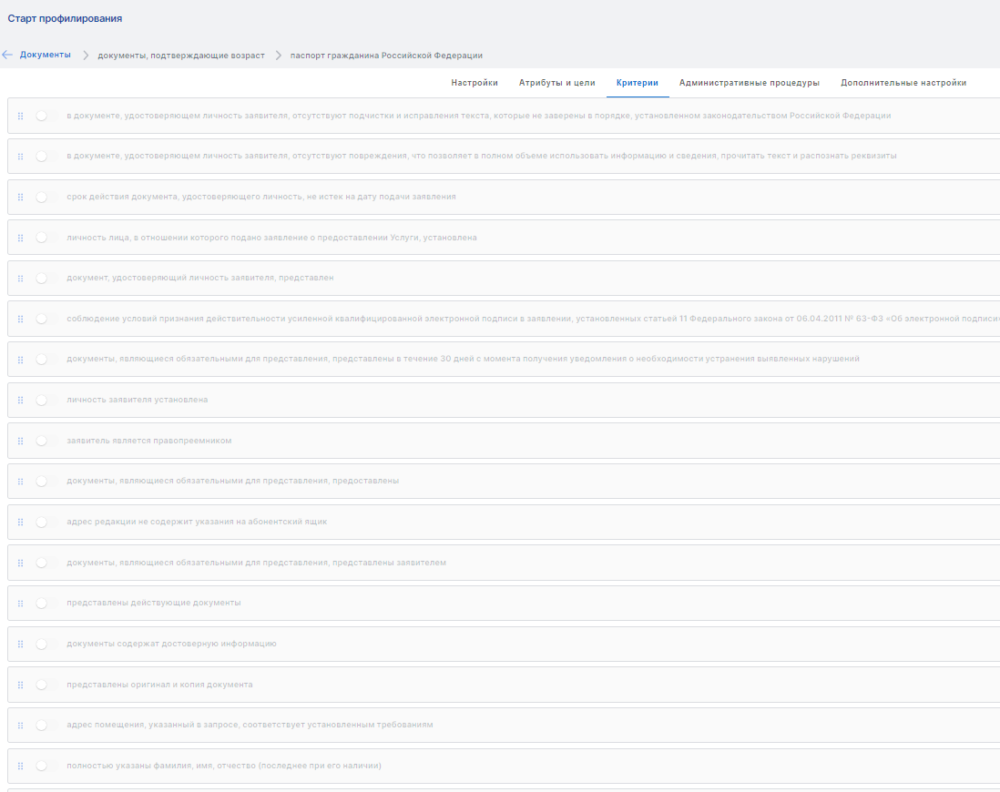 Старт профилирования
Документы
документы, подтверждающие возраст
паспорт гражданина Российской Федерации
Настройки
Атрибуты и цели
Критерии
Административные процедуры
Дополнительные настройки
в документе, удостоверяющем личность заявителя, отсутствуют подчистки и исправления текста, которые не заверены в порядке, установленном законодательством Российской Федерации
в документе, удостоверяющем личность заявителя, отсутствуют повреждения, что позволяет в полном объеме использовать информацию и сведения, прочитать текст и распознать реквизиты
срок действия документа, удостоверяющего личность, не истек на дату подачи заявления
личность лица, в отношении которого подано заявление о предоставлении Услуги, установлена
документ, удостоверяющий личность заявителя, представлен
соблюдение условий признания действительности усиленной квалифицированной электронной подписи в заявлении, установленных статьей 11 Федерального закона от 06.04.2011 № 63-ФЗ «Об электронной подписи»
документы, являющиеся обязательными для представления, представлены в течение 30 дней с момента получения уведомления о необходимости устранения выявленных нарушений
личность заявителя установлена
заявитель является правопреемником
документы, являющиеся обязательными для представления, предоставлены
адрес редакции не содержит указания на абонентский ящик
документы, являющиеся обязательными для представления, представлены заявителем
представлены действующие документы
документы содержат достоверную информацию
представлены оригинал и копия документа
адрес помещения, указанный в запросе, соответствует установленным требованиям
полностью указаны фамилия, имя, отчество (последнее при его наличии)